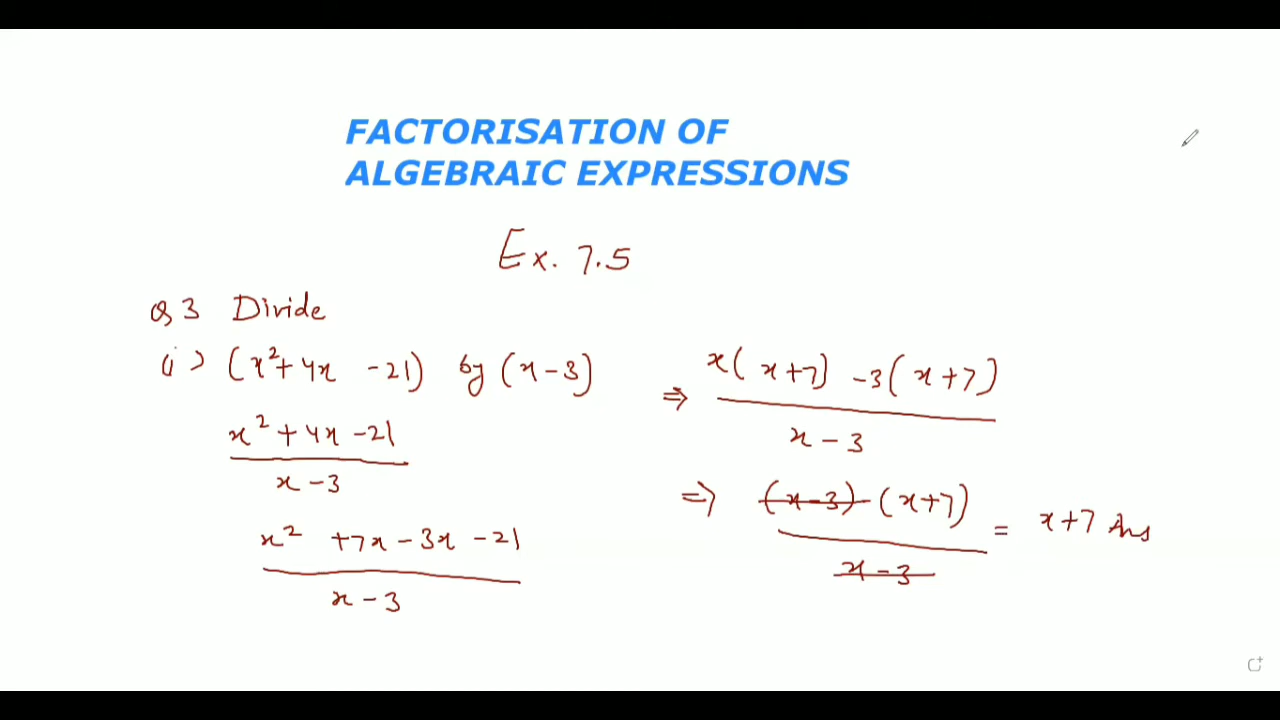 FACTORISATION OF
ALGEBRAIC EXPRESSIONS
Ex. 7.5
Q 3 Divide
(i) (x²+4x -21) by (x-3)
x²+4x-21
x-3
x² +7x-3x-21
x-3
⇒ x(x+7) -3(x+7)
x-3
⇒ (x-3)(x+7) = x+7 Ans
x-3